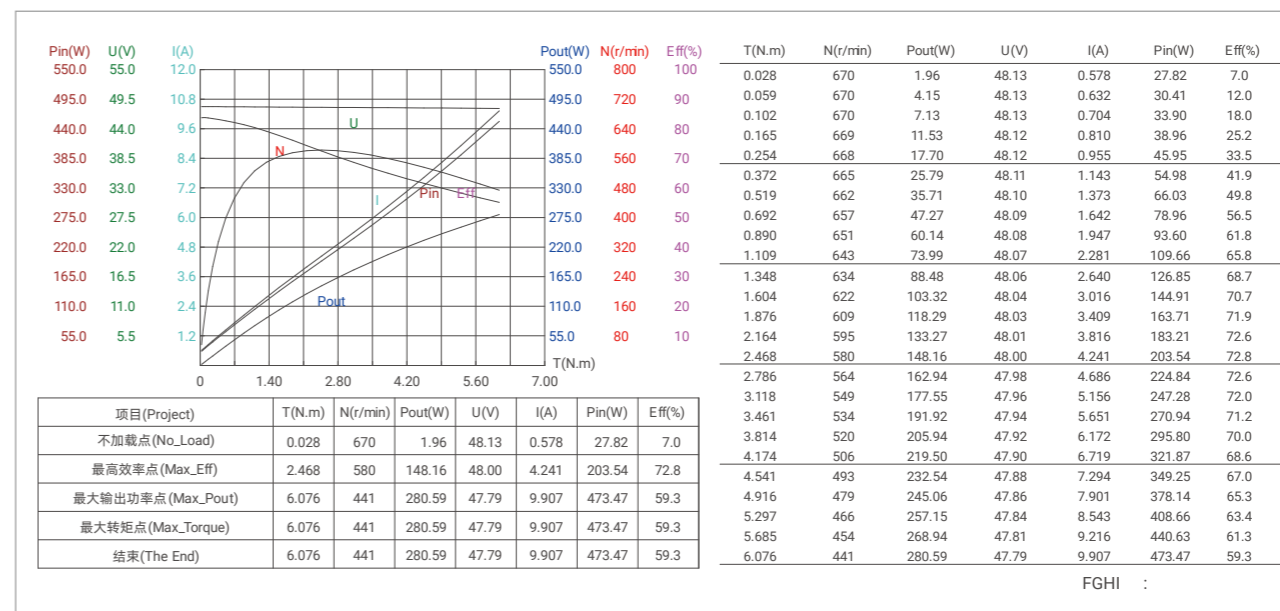 Pin(W) U(V) I(A) Pout(W) N(r/min) Eff(%)
550.0 55.0 12.0 550.0 800 100
495.0 49.5 10.8 495.0 720 90
440.0 44.0 9.6 440.0 640 80
385.0 38.5 8.4 385.0 560 70
330.0 33.0 7.2 330.0 480 60
275.0 27.5 6.0 275.0 400 50
220.0 22.0 4.8 220.0 320 40
165.0 16.5 3.6 165.0 240 30
110.0 11.0 2.4 110.0 160 20
55.0 5.5 1.2 55.0 80 10
U
N
I Pin Eff
Pout
T(N.m)
0 1.40 2.80 4.20 5.60 7.00
项目(Project) T(N.m) N(r/min) Pout(W) U(V) I(A) Pin(W) Eff(%)
不加载点(No_Load) 0.028 670 1.96 48.13 0.578 27.82 7.0
最高效率点(Max_Eff) 2.468 580 148.16 48.00 4.241 203.54 72.8
最大输出功率点(Max_Pout) 6.076 441 280.59 47.79 9.907 473.47 59.3
最大转矩点(Max_Torque) 6.076 441 280.59 47.79 9.907 473.47 59.3
结束(The End) 6.076 441 280.59 47.79 9.907 473.47 59.3
T(N.m) N(r/min) Pout(W) U(V) I(A) Pin(W) Eff(%)
0.028 670 1.96 48.13 0.578 27.82 7.0
0.059 670 4.15 48.13 0.632 30.41 12.0
0.102 670 7.13 48.13 0.704 33.90 18.0
0.165 669 11.53 48.12 0.810 38.96 25.2
0.254 668 17.70 48.12 0.955 45.95 33.5
0.372 665 25.79 48.11 1.143 54.98 41.9
0.519 662 35.71 48.10 1.373 66.03 49.8
0.692 657 47.27 48.09 1.642 78.96 56.5
0.890 651 60.14 48.08 1.947 93.60 61.8
1.109 643 73.99 48.07 2.281 109.66 65.8
1.348 634 88.48 48.06 2.640 126.85 68.7
1.604 622 103.32 48.04 3.016 144.91 70.7
1.876 609 118.29 48.03 3.409 163.71 71.9
2.164 595 133.27 48.01 3.816 183.21 72.6
2.468 580 148.16 48.00 4.241 203.54 72.8
2.786 564 162.94 47.98 4.686 224.84 72.6
3.118 549 177.55 47.96 5.156 247.28 72.0
3.461 534 191.92 47.94 5.651 270.94 71.2
3.814 520 205.94 47.92 6.172 295.80 70.0
4.174 506 219.50 47.90 6.719 321.87 68.6
4.541 493 232.54 47.88 7.294 349.25 67.0
4.916 479 245.06 47.86 7.901 378.14 65.3
5.297 466 257.15 47.84 8.543 408.66 63.4
5.685 454 268.94 47.81 9.216 440.63 61.3
6.076 441 280.59 47.79 9.907 473.47 59.3
FGHI :